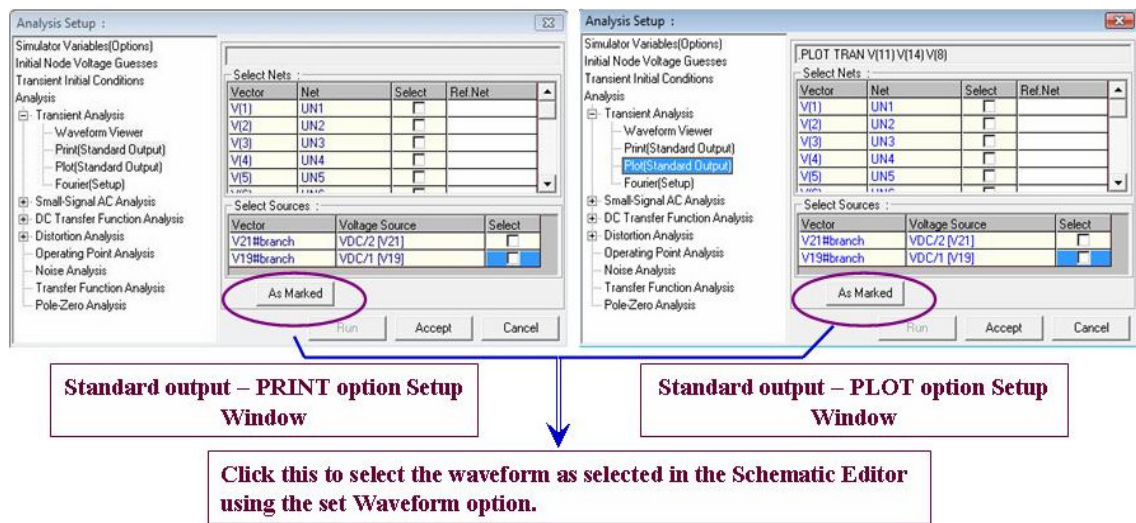 Analysis Setup :
Simulator Variables(Options)
Initial Node Voltage Guesses
Transient Initial Conditions
Analysis
Transient Analysis
Waveform Viewer
Print(Standard Output)
Plot(Standard Output)
Fourier(Setup)
Small-Signal AC Analysis
DC Transfer Function Analysis
Distortion Analysis
Operating Point Analysis
Noise Analysis
Transfer Function Analysis
Pole-Zero Analysis
Select Nets :
Vector Net Select Ref.Net
V(1) UN1
V(2) UN2
V(3) UN3
V(4) UN4
V(5) UN5
Select Sources :
Vector Voltage Source Select
V21#branch VDC/2 [V21]
V19#branch VDC/1 [V19]
As Marked
Run Accept Cancel
Analysis Setup :
Simulator Variables(Options)
Initial Node Voltage Guesses
Transient Initial Conditions
Analysis
Transient Analysis
Waveform Viewer
Print(Standard Output)
Plot(Standard Output)
Fourier(Setup)
Small-Signal AC Analysis
DC Transfer Function Analysis
Distortion Analysis
Operating Point Analysis
Noise Analysis
Transfer Function Analysis
Pole-Zero Analysis
.PLOT TRAN V(11) V(14) V(8)
Select Nets :
Vector Net Select Ref.Net
V(1) UN1
V(2) UN2
V(3) UN3
V(4) UN4
V(5) UN5
Select Sources :
Vector Voltage Source Select
V21#branch VDC/2 [V21]
V19#branch VDC/1 [V19]
As Marked
Run Accept Cancel
Standard output – PRINT option Setup
Window
Standard output – PLOT option Setup
Window
Click this to select the waveform as selected in the Schematic Editor
using the set Waveform option.